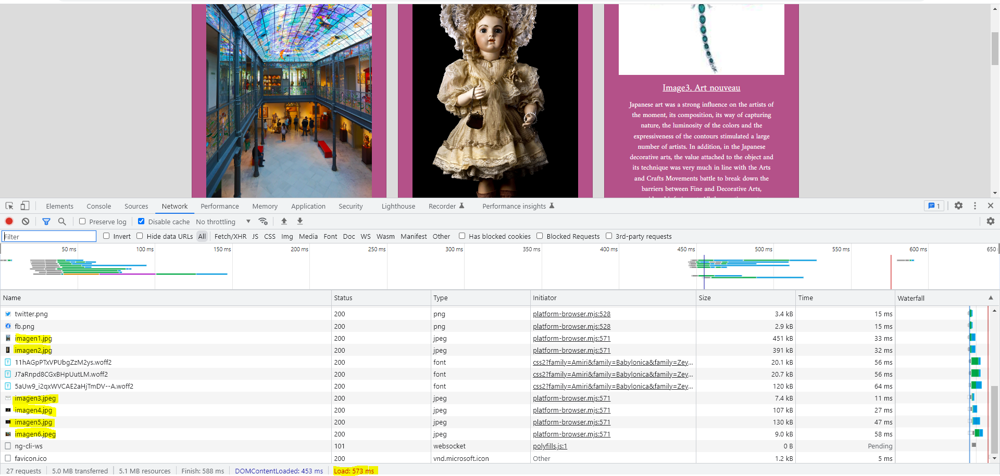 Image3. Art nouveau
Japanese art was a strong influence on the artists of
the moment, its composition, its way of capturing
nature, the luminosity of the colors and the
expressiveness of the contours stimulated a large
number of artists. In addition, in the Japanese
decorative arts, the value attached to the object and
its technique was very much in line with the Arts
and Crafts Movements battle to break down the
barriers between Fine and Decorative Arts,
Elements Console Sources Network Performance Memory Application Security Lighthouse Recorder Performance insights 1
Preserve log Disable cache No throttling
Filter Invert Hide data URLs All Fetch/XHR JS CSS Img Media Font Doc WS Wasm Manifest Other Has blocked cookies Blocked Requests 3rd-party requests
50 ms 100 ms 150 ms 200 ms 250 ms 300 ms 350 ms 400 ms 450 ms 500 ms 550 ms 600 ms 650
Name Status Type Initiator Size Time Waterfall
twitter.png 200 png platform-browser.mjs:528 3.4 kB 15 ms
fb.png 200 png platform-browser.mjs:528 2.9 kB 15 ms
imagen1.jpg 200 jpeg platform-browser.mjs:571 451 kB 33 ms
imagen2.jpg 200 jpeg platform-browser.mjs:571 391 kB 32 ms
11hAGpPTxVPUbgZzM2ys.woff2 200 font css2?family=Amiri&family=Babylonica&family=Zey... 20.1 kB 56 ms
J7aRnpd8CGxBHpUutLM.woff2 200 font css2?family=Amiri&family=Babylonica&family=Zey... 20.7 kB 56 ms
5aUw9_i2qxWVCAE2aHjTmDV--A.woff2 200 font css2?family=Amiri&family=Babylonica&family=Zey... 120 kB 64 ms
imagen3.jpeg 200 jpeg platform-browser.mjs:571 7.4 kB 11 ms
imagen4.jpg 200 jpeg platform-browser.mjs:571 107 kB 27 ms
imagen5.jpg 200 jpeg platform-browser.mjs:571 130 kB 47 ms
imagen6.jpeg 200 jpeg platform-browser.mjs:571 9.0 kB 58 ms
ng-cli-ws 101 websocket polyfills.js:1 0 B Pending
favicon.ico 200 vnd.microsoft.icon Other 1.2 kB 5 ms
27 requests 5.0 MB transferred 5.1 MB resources Finish: 588 ms DOMContentLoaded: 453 ms Load: 573 ms